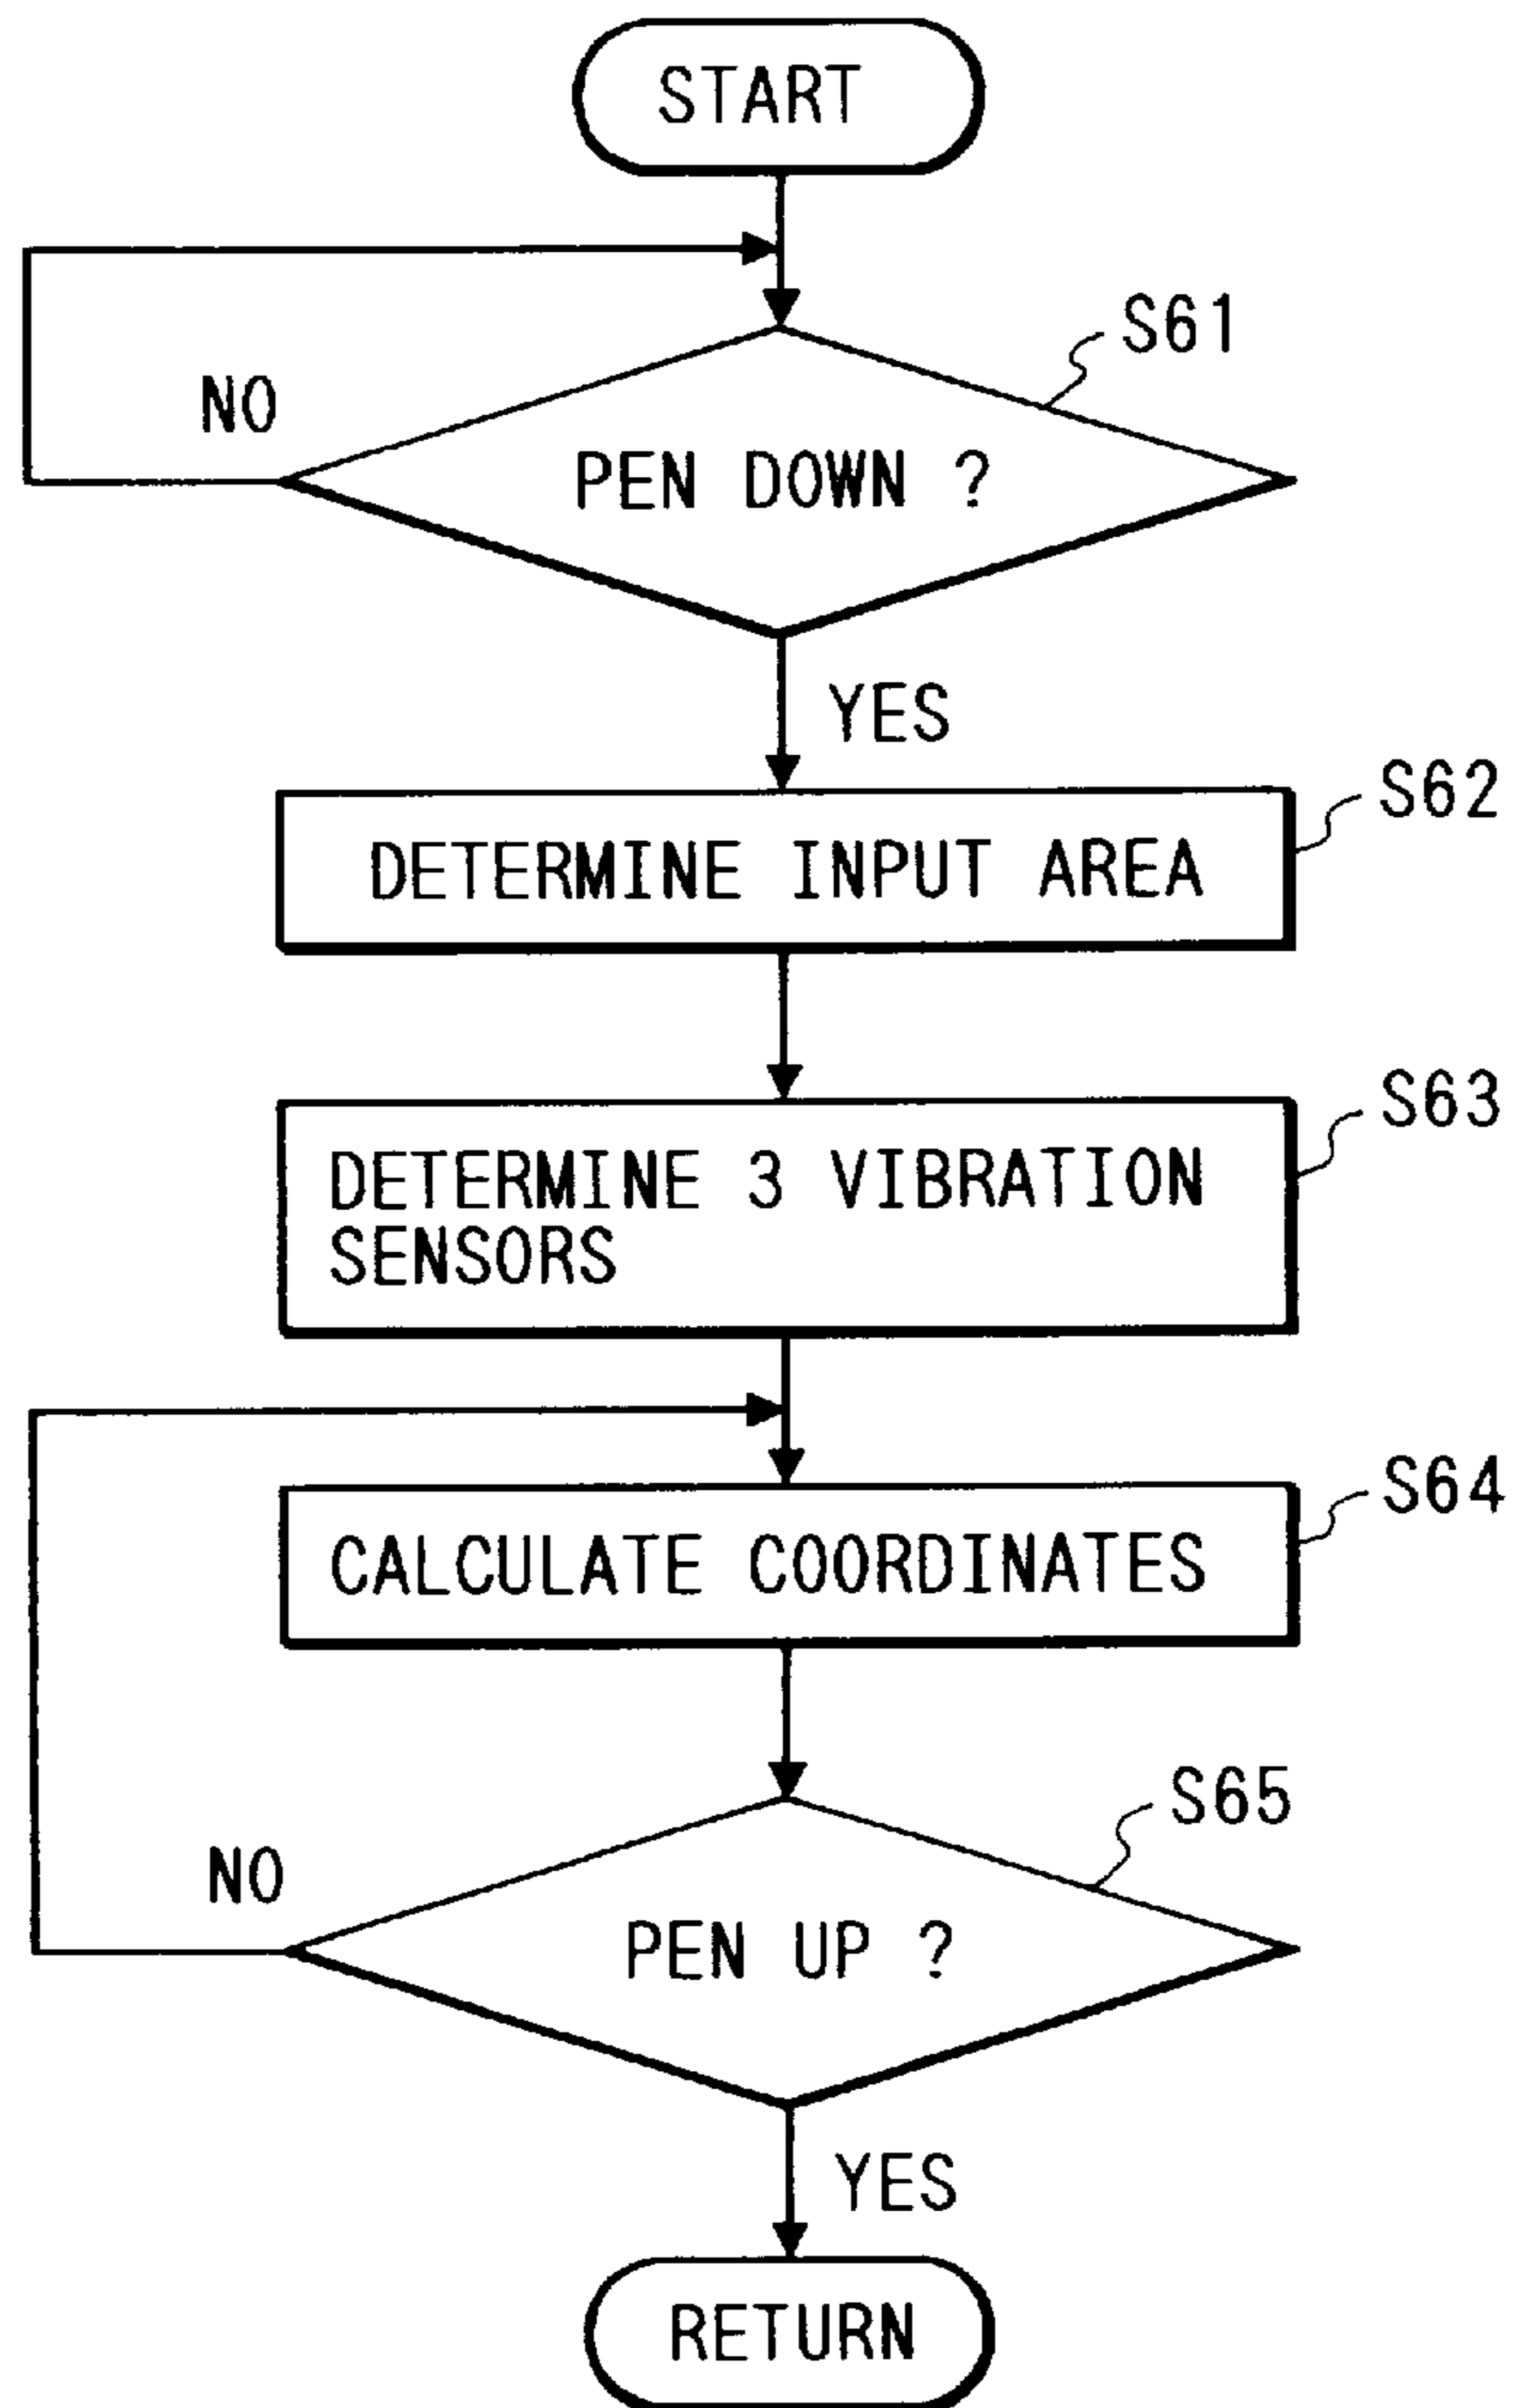 START
S61
NO
PEN DOWN ?
YES
S62
DETERMINE INPUT AREA
S63
DETERMINE 3 VIBRATION
SENSORS
S64
CALCULATE COORDINATES
S65
NO
PEN UP ?
YES
RETURN